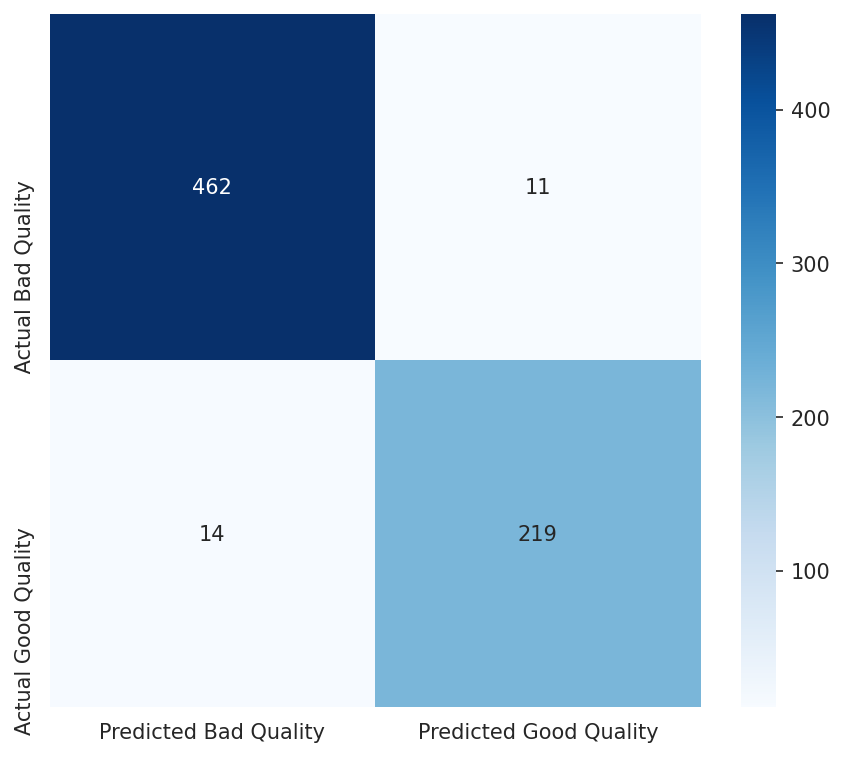 Actual Bad Quality
462
11
Actual Good Quality
14
219
Predicted Bad Quality
Predicted Good Quality
400
300
200
100